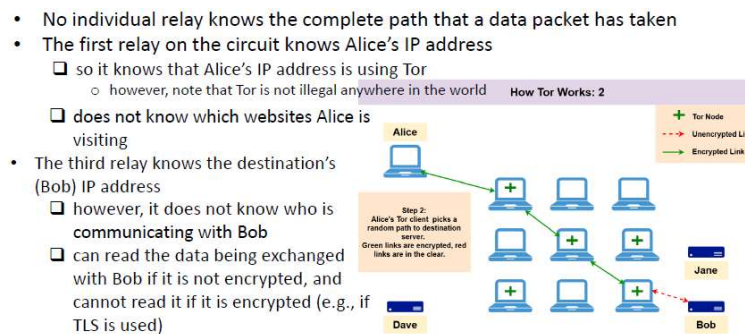 • No individual relay knows the complete path that a data packet has taken
• The first relay on the circuit knows Alice's IP address
❑ so it knows that Alice's IP address is using Tor
○ however, note that Tor is not illegal anywhere in the world
❑ does not know which websites Alice is
visiting
• The third relay knows the destination's
(Bob) IP address
❑ however, it does not know who is
communicating with Bob
❑ can read the data being exchanged
with Bob if it is not encrypted, and
cannot read it if it is encrypted (e.g., if
TLS is used)
How Tor Works: 2
Tor Node
Unencrypted Li
Encrypted Link
Alice
Step 2:
Alice's Tor client picks a
random path to destination
server.
Green links are encrypted, red
links are in the clear.
Jane
Dave
Bob